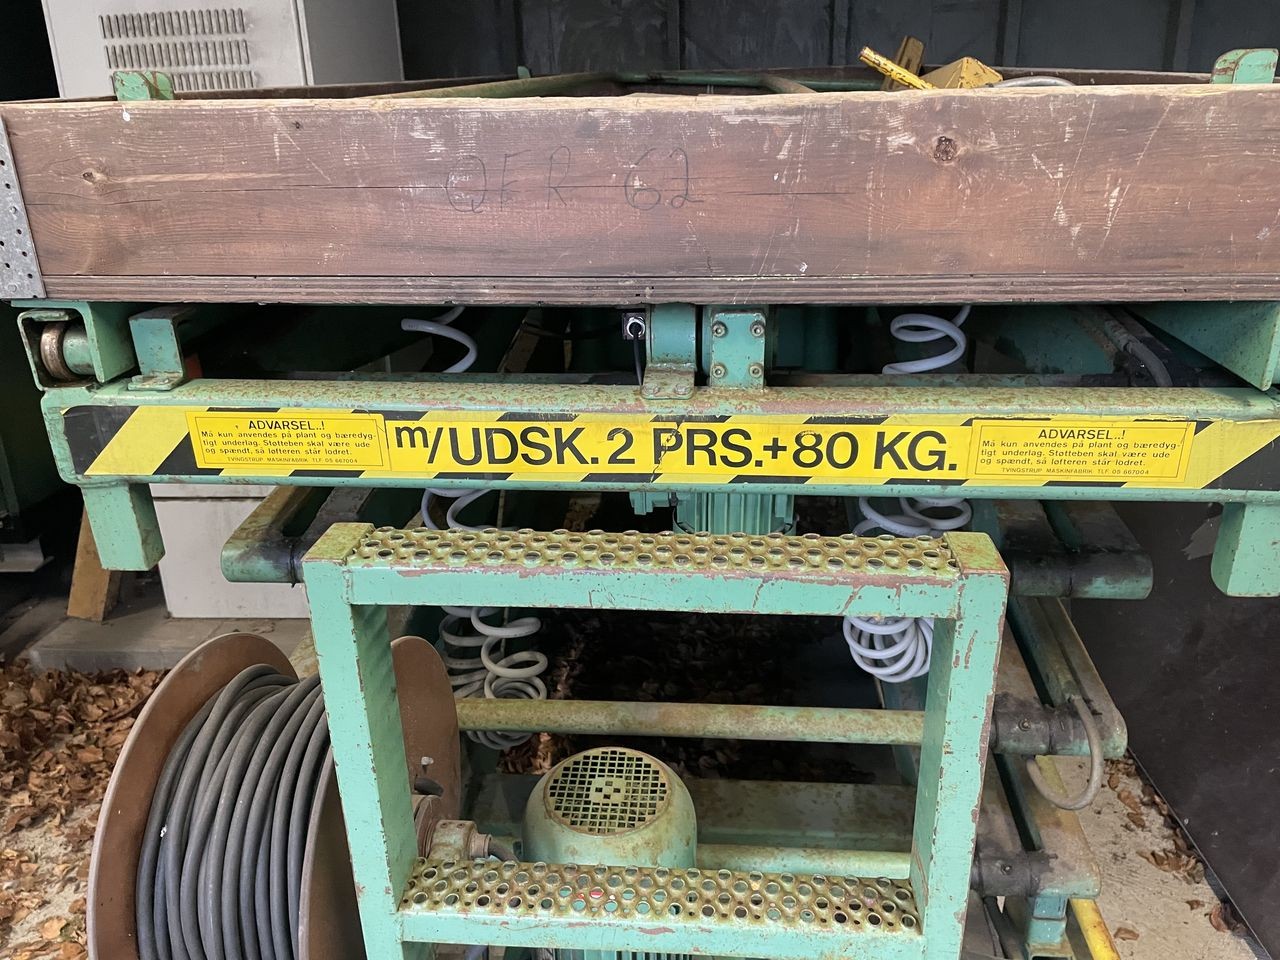 QFR 62
ADVARSEL..!
Må kun anvendes på plant og bæredyg-
tigt underlag. Støtteben skal være ude
og spændt, så løfteren står lodret.
TVINGSTRUP MASKINFABRIK TLF. 05 667004
m/UDSK. 2 PRS.+80 KG.
ADVARSEL..!
Må kun anvendes på plant og bæredyg-
tigt underlag. Støtteben skal være ude
og spændt, så løfteren står lodret.
TVINGSTRUP MASKINFABRIK TLF. 05 667004